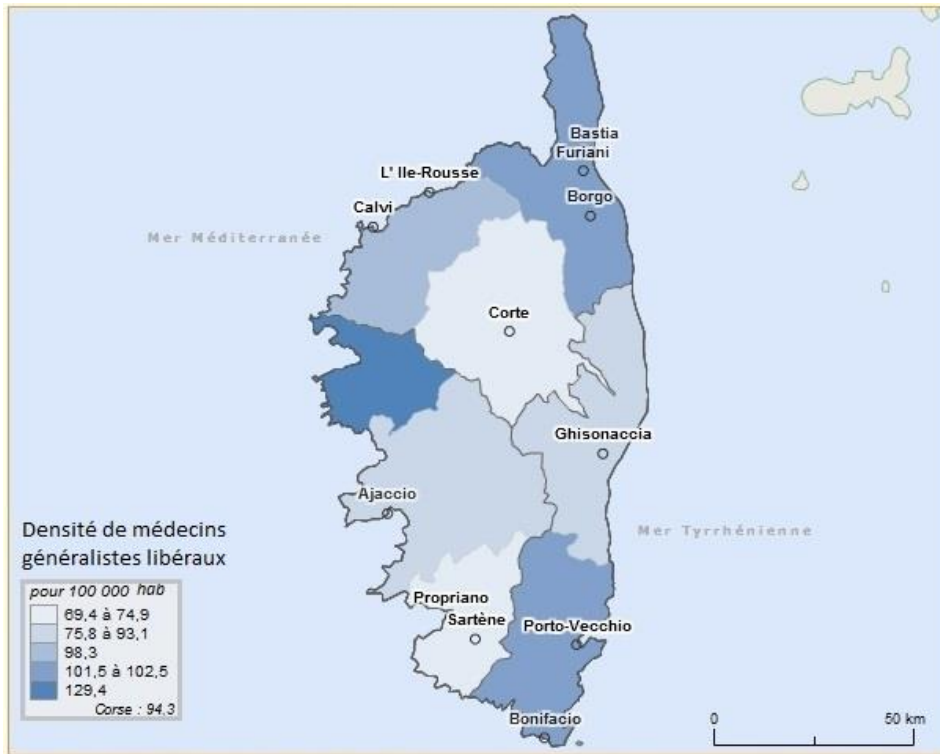 Bastia
Furiani
L' Ile-Rousse
Borgo
Calvi
Mer Méditerranée
Corte
Ghisonaccia
Ajaccio
Mer Tyrrhénienne
Propriano
Sartène
Porto-Vecchio
Bonifacio
Densité de médecins
généralistes libéraux
pour 100 000 hab
69,4 à 74,9
75,8 à 93,1
98,3
101,5 à 102,5
129,4
Corse : 94.3
0 50 km